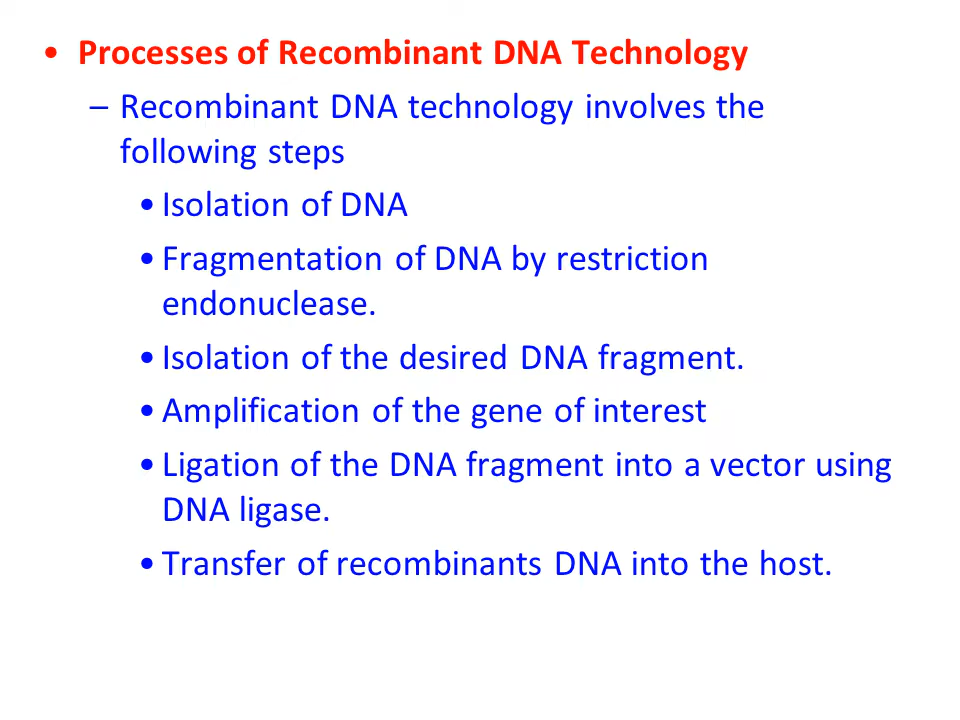 • Processes of Recombinant DNA Technology
– Recombinant DNA technology involves the
following steps
• Isolation of DNA
• Fragmentation of DNA by restriction
endonuclease.
• Isolation of the desired DNA fragment.
• Amplification of the gene of interest
• Ligation of the DNA fragment into a vector using
DNA ligase.
• Transfer of recombinants DNA into the host.